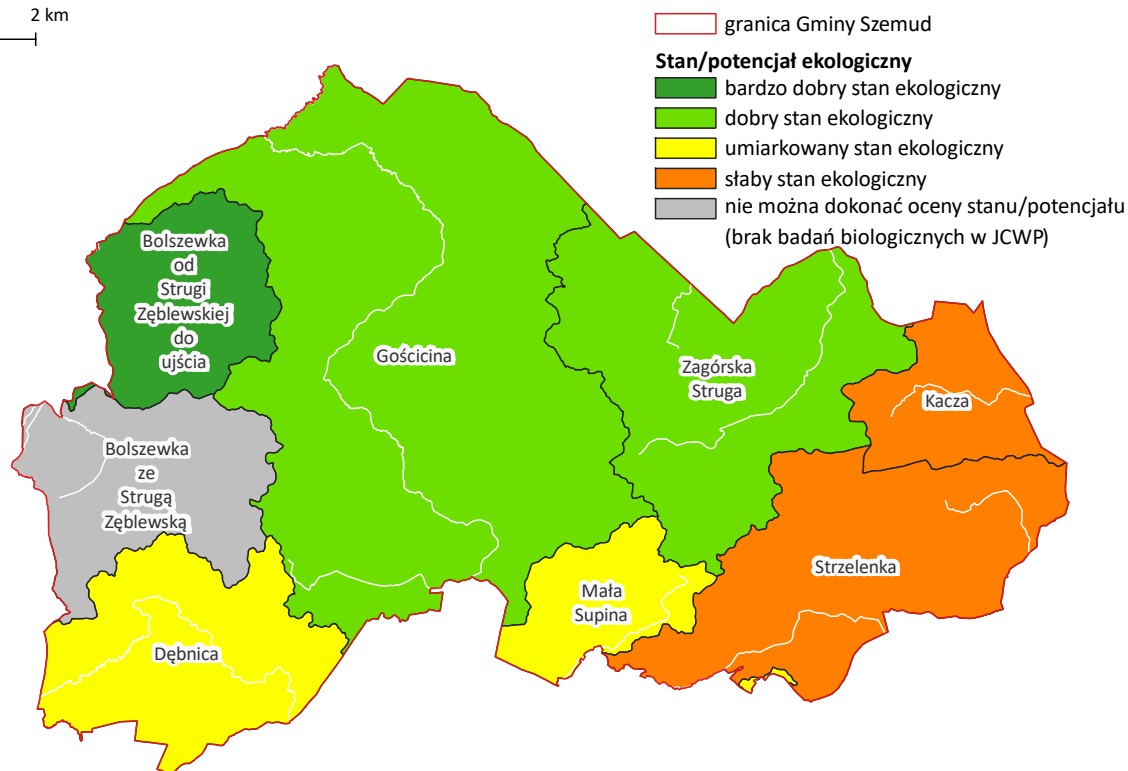 2 km
granica Gminy Szemud
Stan/potencjał ekologiczny
bardzo dobry stan ekologiczny
dobry stan ekologiczny
umiarkowany stan ekologiczny
słaby stan ekologiczny
nie można dokonać oceny stanu/potencjału
(brak badań biologicznych w JCWP)
Bolszewka
od
Strugi
Zęblewskiej
do
ujścia
Gościcina
Zagórska
Struga
Kacza
Bolszewka
ze
Strugą
Zęblewską
Strzelenka
Mała
Supina
Dębnica